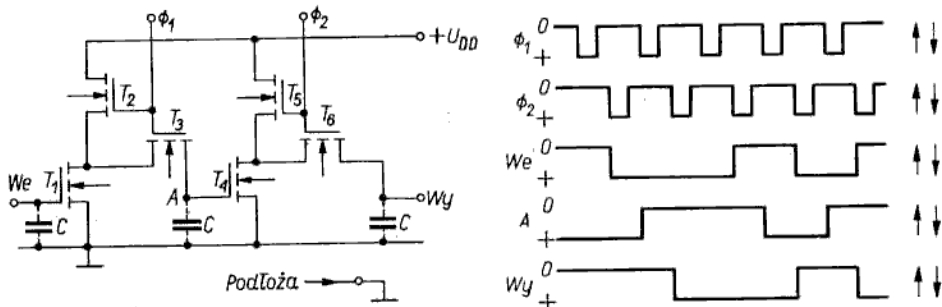 Φ₁
Φ₂
+U_DD
T₂
T₃
T₅
T₆
We
T₁
C
A
C
T₄
Wy
C
Podłoża
Φ₁ 0 +
Φ₂ 0 +
We 0 +
A 0 +
Wy 0 +